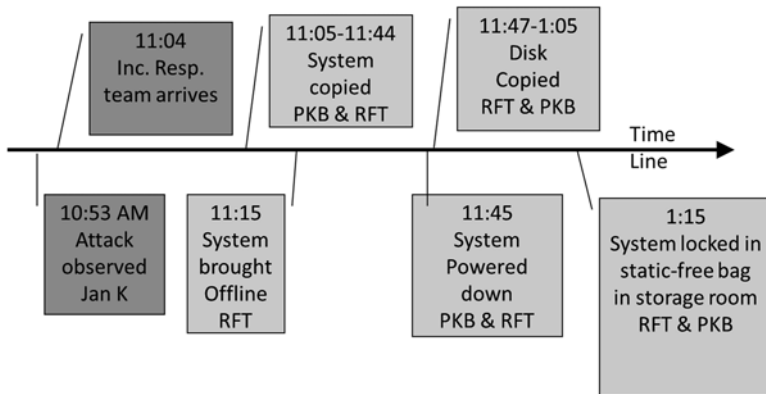 11:04
Inc. Resp.
team arrives
11:05-11:44
System
copied
PKB & RFT
11:47-1:05
Disk
Copied
RFT & PKB
Time
Line
10:53 AM
Attack
observed
Jan K
11:15
System
brought
Offline
RFT
11:45
System
Powered
down
PKB & RFT
1:15
System locked in
static-free bag
in storage room
RFT & PKB